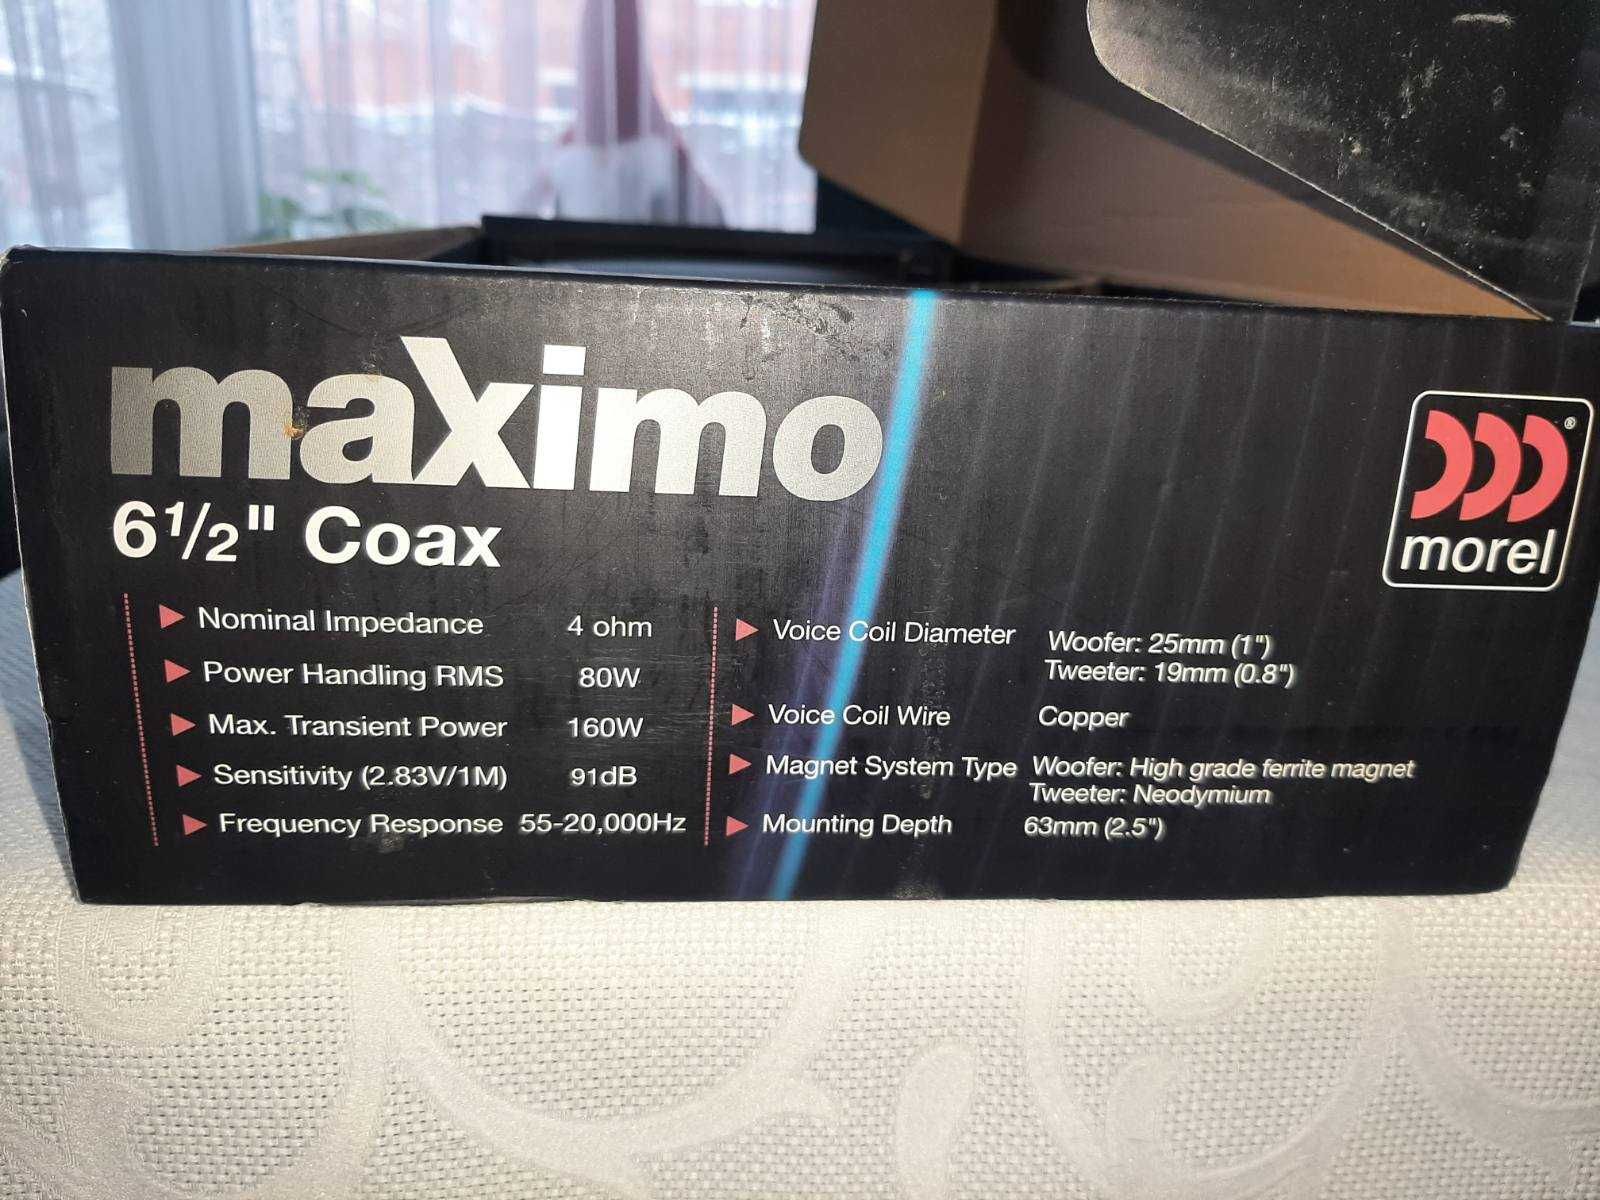 maximo
6 1/2" Coax
®
morel
Nominal Impedance 4 ohm
Power Handling RMS 80W
Max. Transient Power 160W
Sensitivity (2.83V/1M) 91dB
Frequency Response 55-20,000Hz
Voice Coil Diameter Woofer: 25mm (1")
Tweeter: 19mm (0.8")
Voice Coil Wire Copper
Magnet System Type Woofer: High grade ferrite magnet
Tweeter: Neodymium
Mounting Depth 63mm (2.5")